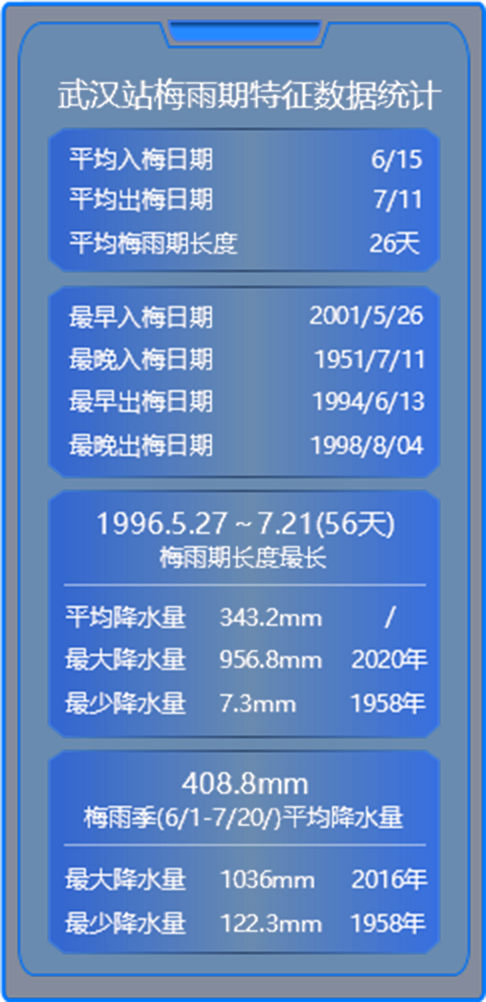 武汉站梅雨期特征数据统计
平均入梅日期 6/15
平均出梅日期 7/11
平均梅雨期长度 26天
最早入梅日期 2001/5/26
最晚入梅日期 1951/7/11
最早出梅日期 1994/6/13
最晚出梅日期 1998/8/04
1996.5.27～7.21(56天)
梅雨期长度最长
平均降水量 343.2mm /
最大降水量 956.8mm 2020年
最少降水量 7.3mm 1958年
408.8mm
梅雨季(6/1-7/20/)平均降水量
最大降水量 1036mm 2016年
最少降水量 122.3mm 1958年